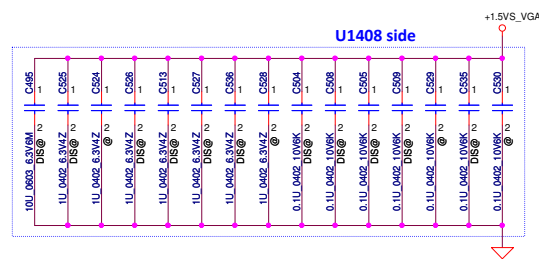 +1.5VS_VGA
U1408 side
C495
1
2
10U_0603_6.3V6M
DIS@
C525
1
2
1U_0402_6.3V4Z
DIS@
C524
1
2
1U_0402_6.3V4Z
@
C526
1
2
1U_0402_6.3V4Z
DIS@
C513
1
2
1U_0402_6.3V4Z
DIS@
C527
1
2
1U_0402_6.3V4Z
DIS@
C536
1
2
1U_0402_6.3V4Z
DIS@
C528
1
2
1U_0402_6.3V4Z
@
C504
1
2
0.1U_0402_10V6K
DIS@
C508
1
2
0.1U_0402_10V6K
DIS@
C505
1
2
0.1U_0402_10V6K
DIS@
C509
1
2
0.1U_0402_10V6K
DIS@
C529
1
2
0.1U_0402_10V6K
@
C535
1
2
0.1U_0402_10V6K
DIS@
C530
1
2
0.1U_0402_10V6K
@